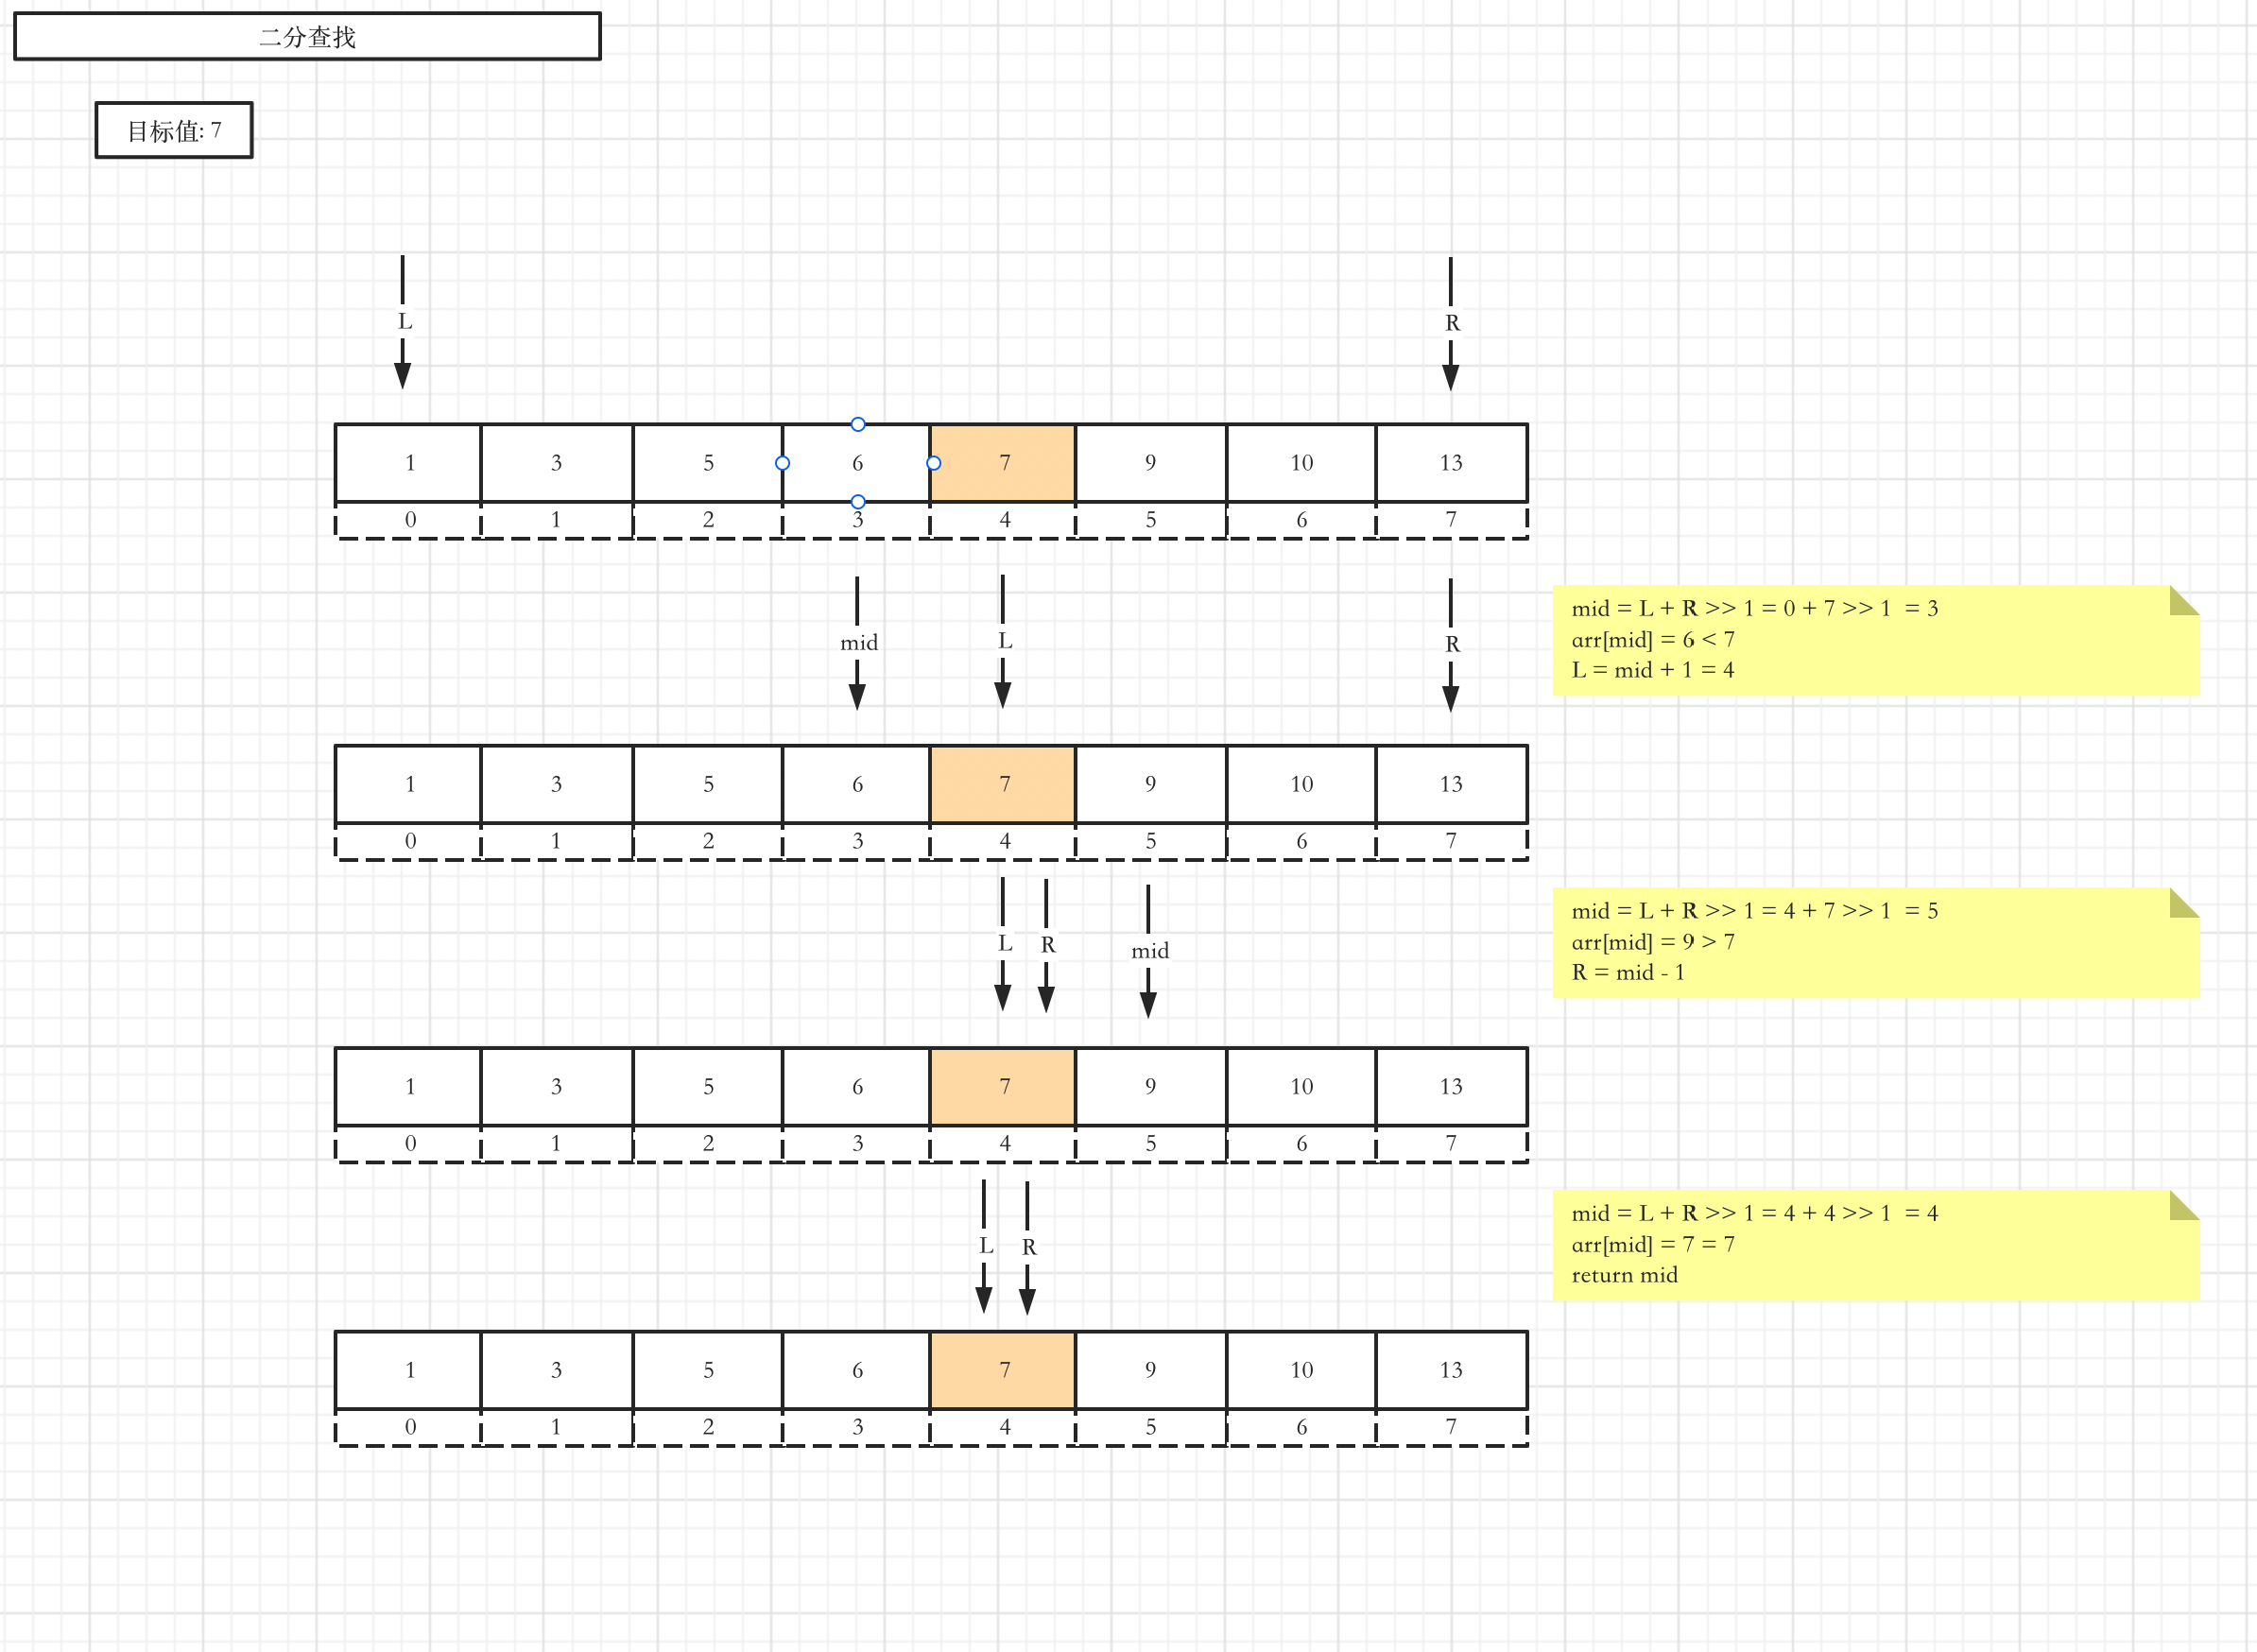 二分查找
目标值: 7
L R
1 3 5 6 7 9 10 13
0 1 2 3 4 5 6 7
mid L R
mid = L + R >> 1 = 0 + 7 >> 1 = 3
arr[mid] = 6 < 7
L = mid + 1 = 4
1 3 5 6 7 9 10 13
0 1 2 3 4 5 6 7
L R mid
mid = L + R >> 1 = 4 + 7 >> 1 = 5
arr[mid] = 9 > 7
R = mid - 1
1 3 5 6 7 9 10 13
0 1 2 3 4 5 6 7
L R
mid = L + R >> 1 = 4 + 4 >> 1 = 4
arr[mid] = 7 = 7
return mid
1 3 5 6 7 9 10 13
0 1 2 3 4 5 6 7